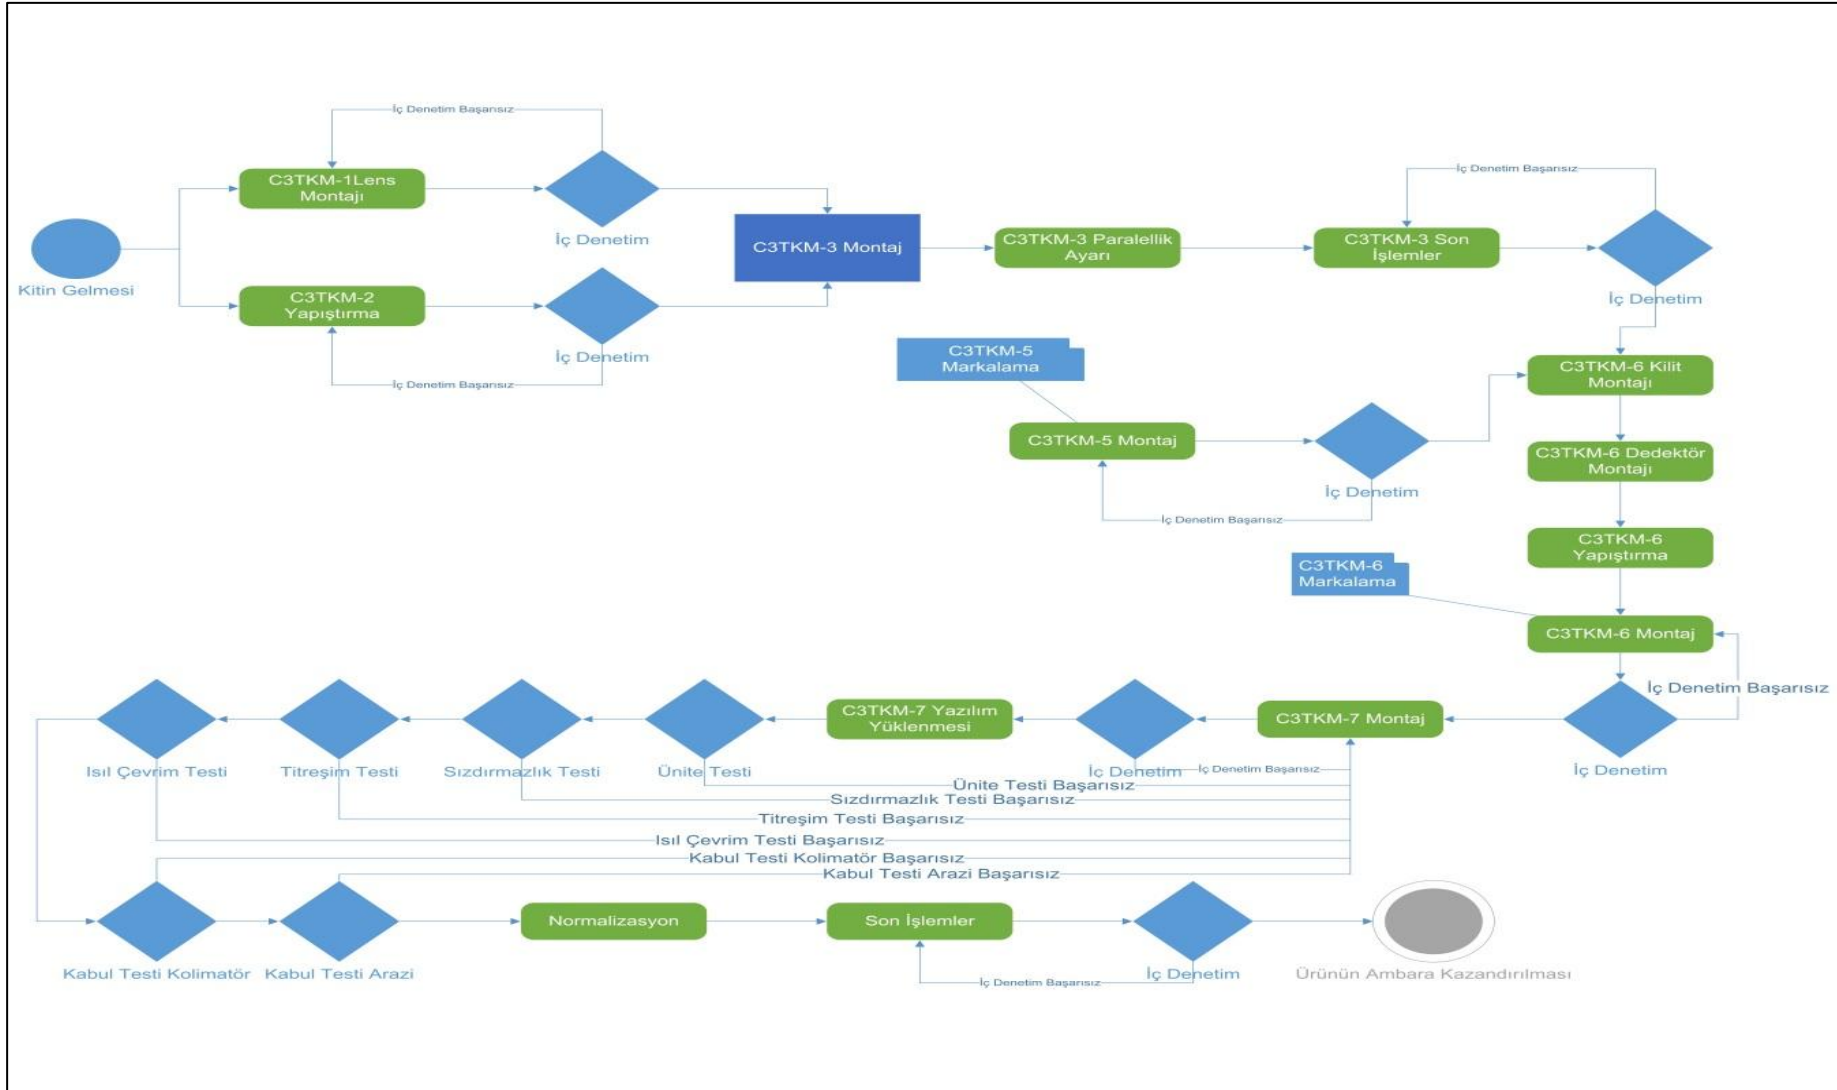 İç Denetim Başarısız
C3TKM-1Lens
Montajı
İç Denetim
Kitin Gelmesi
C3TKM-2
Yapıştırma
İç Denetim
İç Denetim Başarısız
C3TKM-3 Montaj
C3TKM-3 Paralellik
Ayarı
İç Denetim Başarısız
C3TKM-3 Son
İşlemler
İç Denetim
C3TKM-5
Markalama
C3TKM-5 Montaj
İç Denetim
İç Denetim Başarısız
C3TKM-6 Kilit
Montajı
C3TKM-6 Dedektör
Montajı
C3TKM-6
Yapıştırma
C3TKM-6
Markalama
C3TKM-6 Montaj
İç Denetim Başarısız
İç Denetim
C3TKM-7 Montaj
İç Denetim
İç Denetim Başarısız
C3TKM-7 Yazılım
Yüklenmesi
Ünite Testi
Sızdırmazlık Testi
Titreşim Testi
Isıl Çevrim Testi
Ünite Testi Başarısız
Sızdırmazlık Testi Başarısız
Titreşim Testi Başarısız
Isıl Çevrim Testi Başarısız
Kabul Testi Kolimatör Başarısız
Kabul Testi Arazi Başarısız
Kabul Testi Kolimatör
Kabul Testi Arazi
Normalizasyon
Son İşlemler
İç Denetim Başarısız
İç Denetim
Ürünün Ambara Kazandırılması